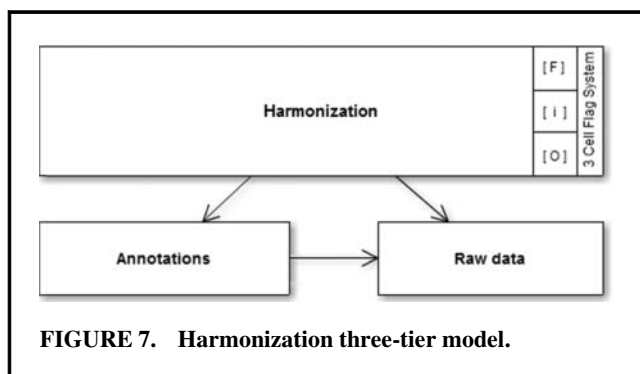 [F]
Harmonization
[i]
[O]
3 Cell Flag System
Annotations
Raw data
FIGURE 7. Harmonization three-tier model.